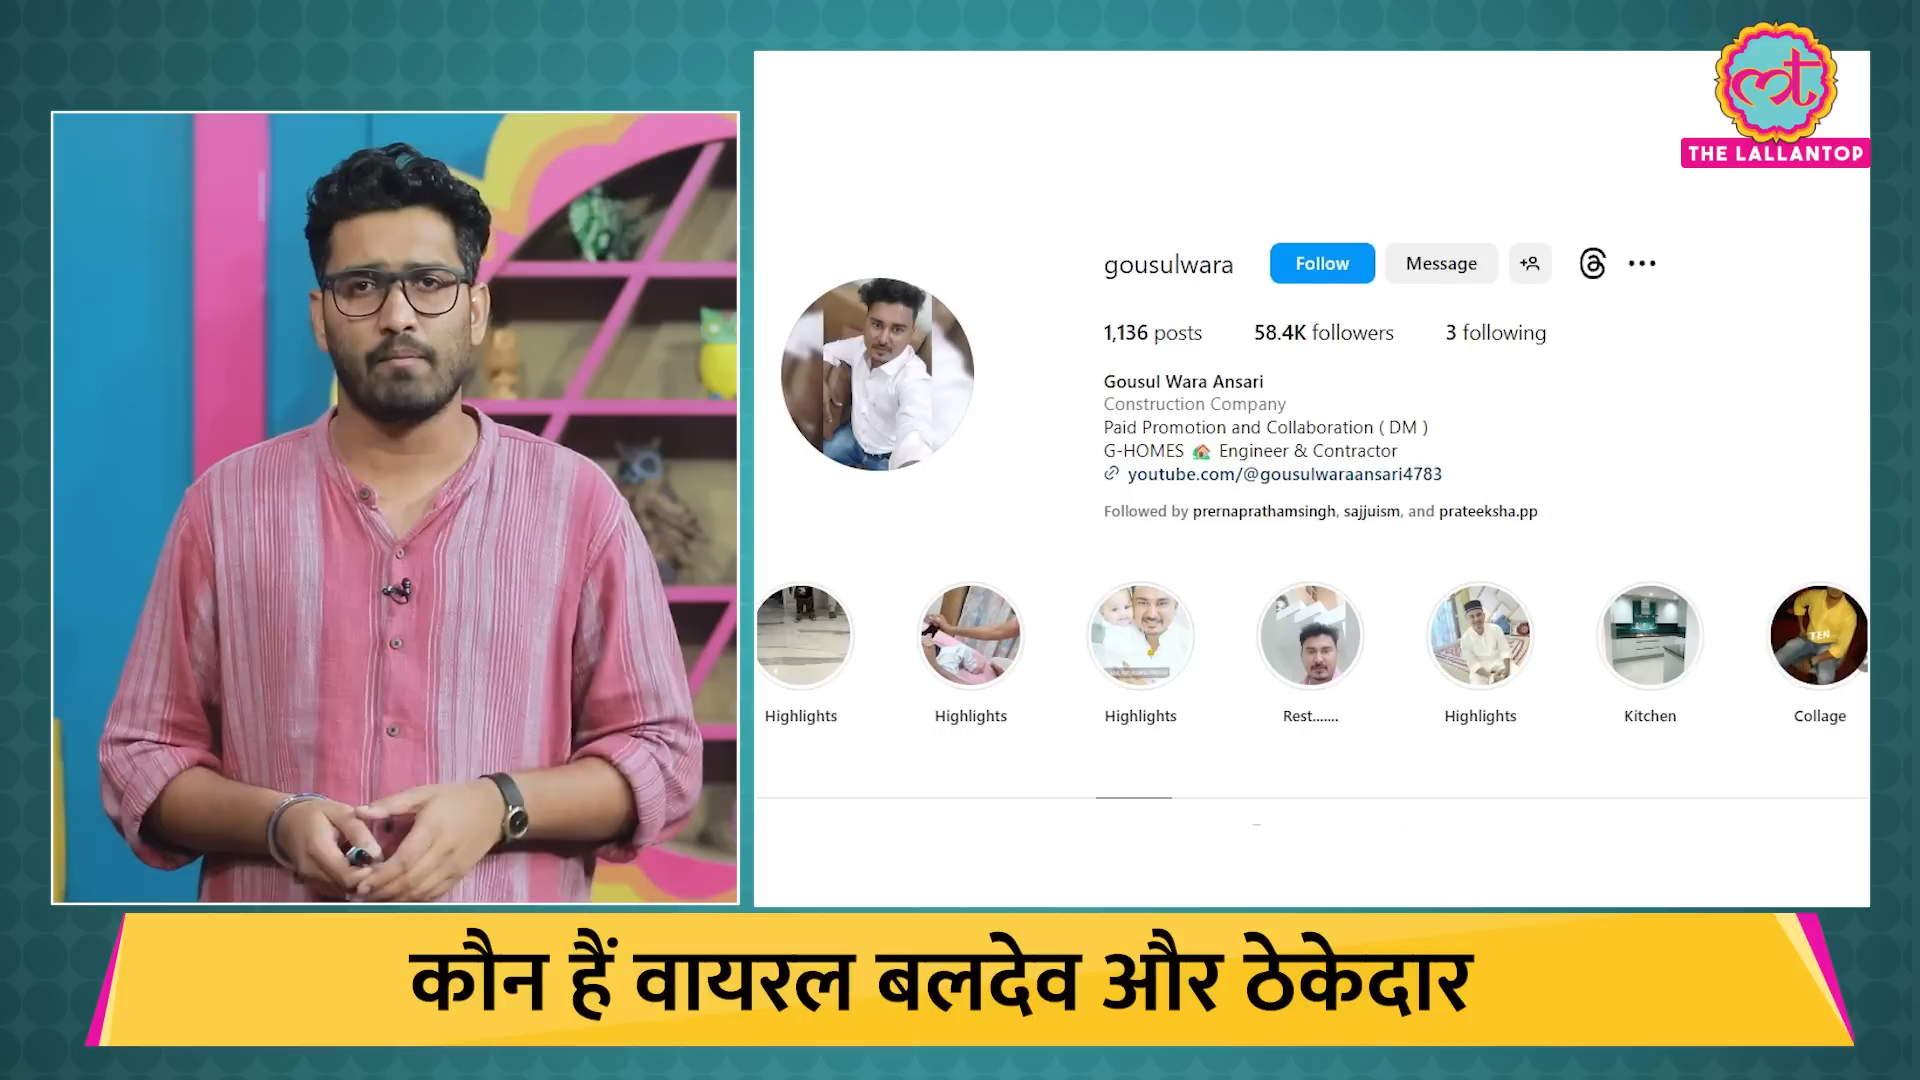 THE LALLANTOP
gousulwara Follow Message
1,136 posts 58.4K followers 3 following
Gousul Wara Ansari
Construction Company
Paid Promotion and Collaboration ( DM )
G-HOMES Engineer & Contractor
youtube.com/@gousulwaraansari4783
Followed by prernaprathamsingh, sajjuism, and prateeksha.pp
TEN
Highlights Highlights Highlights Rest....... Highlights Kitchen Collage
कौन हैं वायरल बलदेव और ठेकेदार